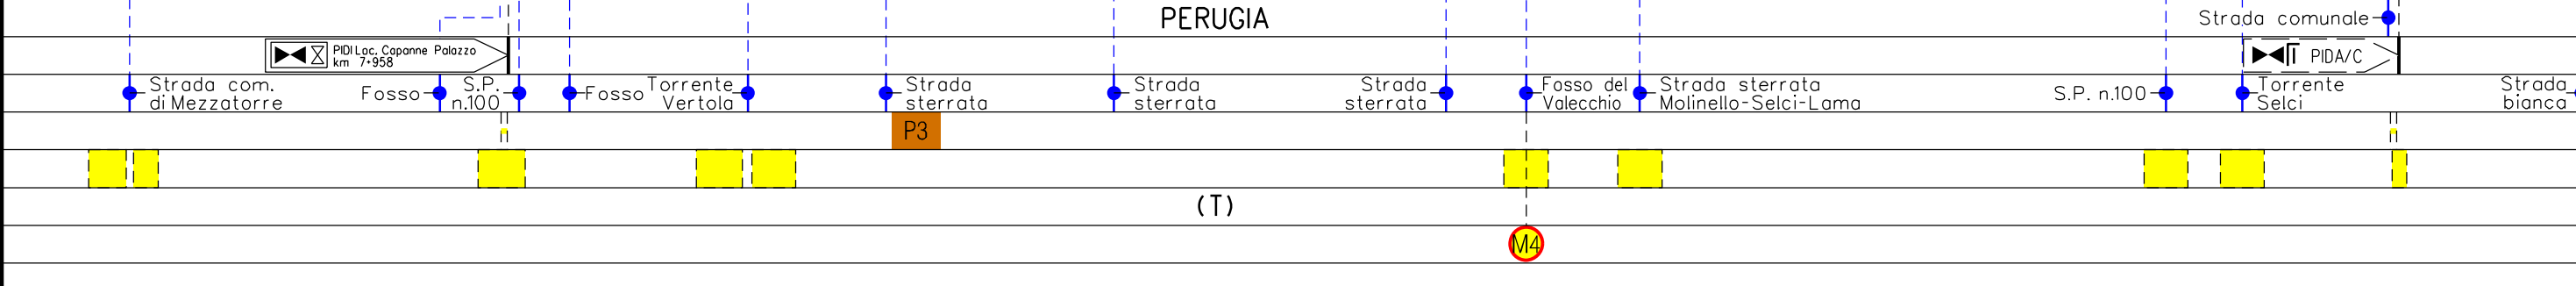 PERUGIA
Strada comunale
PIDI Loc. Capanne Palazzo
km 7+958
PIDA/C
Strada com.
di Mezzatorre
Fosso
S.P.
n.100
Fosso
Torrente
Vertola
Strada
sterrata
Strada
sterrata
Strada
sterrata
Fosso del
Valecchio
Strada sterrata
Molinello-Selci-Lama
S.P. n.100
Torrente
Selci
Strada
bianca
P3
(T)
M4